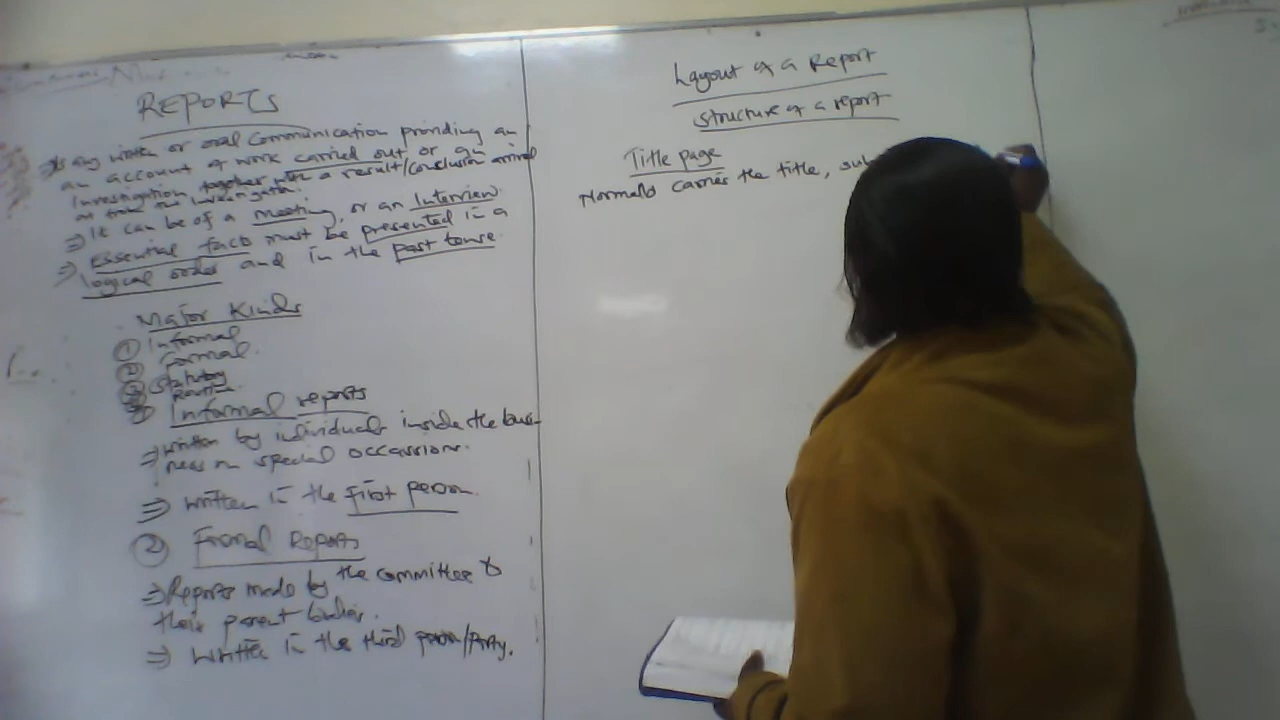 REPORTS
⇒ Is any written or oral communication providing an
an account of work carried out or an
Investigation together with a result/conclusion arrived
at from the investigation.
⇒ It can be of a meeting, or an Interview
⇒ Essential facts must be presented in a
logical order and in the past tense.
Major Kinds
① Informal
② Formal.
③ Statutory
Routine.
Informal reports
⇒ written by individuals inside the busi-
ness on special occassions.
⇒ written in the first person.
② Formal Reports
⇒ Reports made by the committee to
their parent bodies.
⇒ written in the third person/party.
Layout of a Report
structure of a report
Title page
Normally carries the title, sub